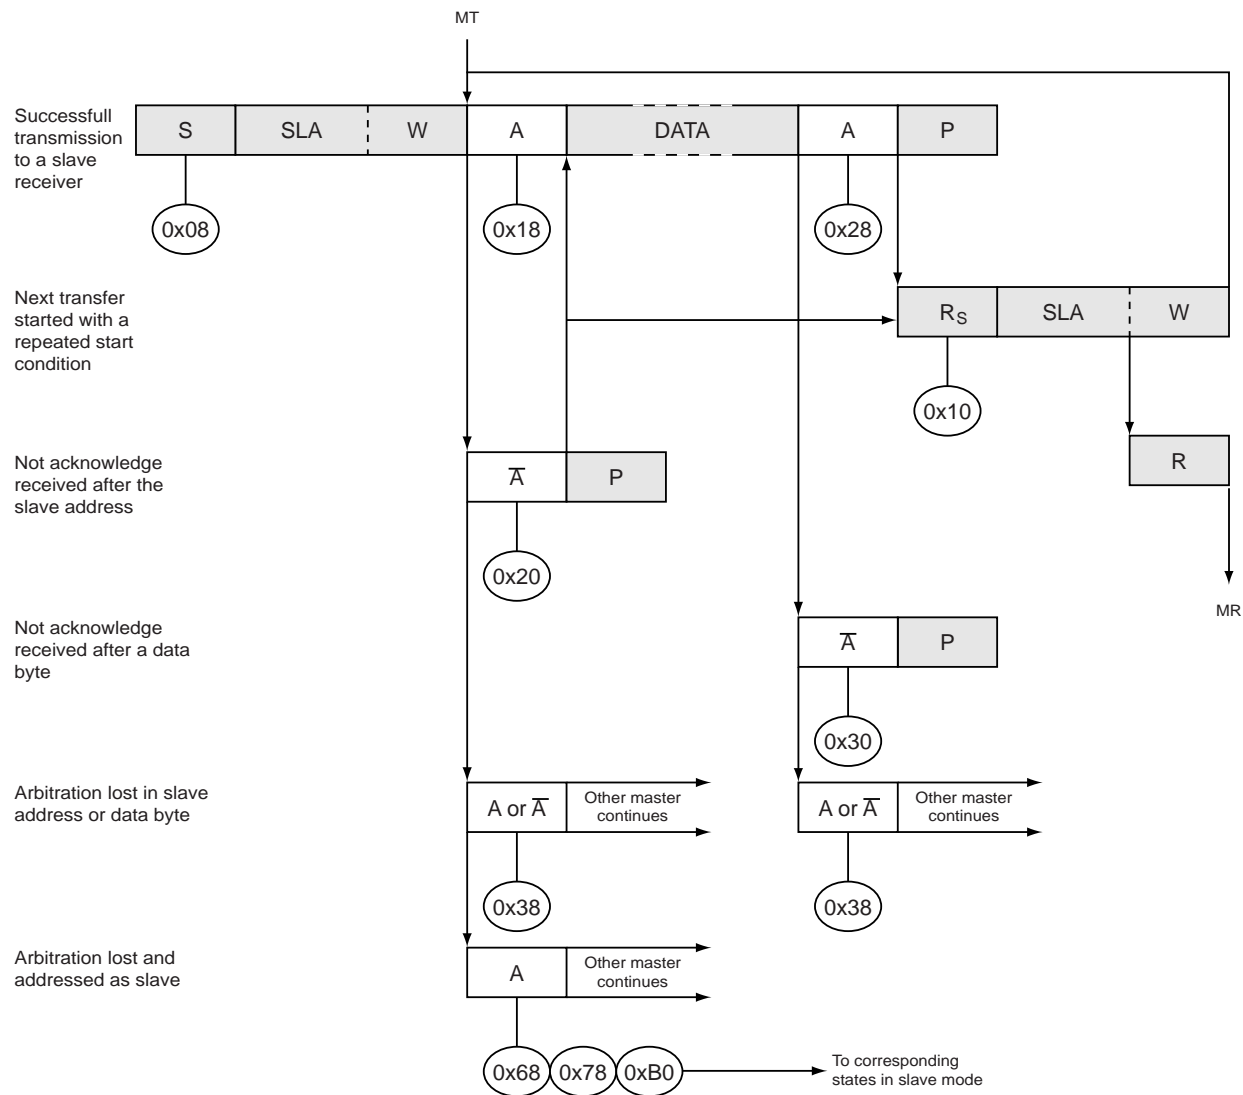 MT
Successfull
transmission
to a slave
receiver
S SLA W A DATA A P
0x08 0x18 0x28
Next transfer
started with a
repeated start
condition
RS SLA W
0x10
Not acknowledge
received after the
slave address
A̅ P
R
0x20
MR
Not acknowledge
received after a data
byte
A̅ P
0x30
Arbitration lost in slave
address or data byte
A or A̅
Other master
continues
A or A̅
Other master
continues
0x38 0x38
Arbitration lost and
addressed as slave
A
Other master
continues
0x68 0x78 0xB0
To corresponding
states in slave mode